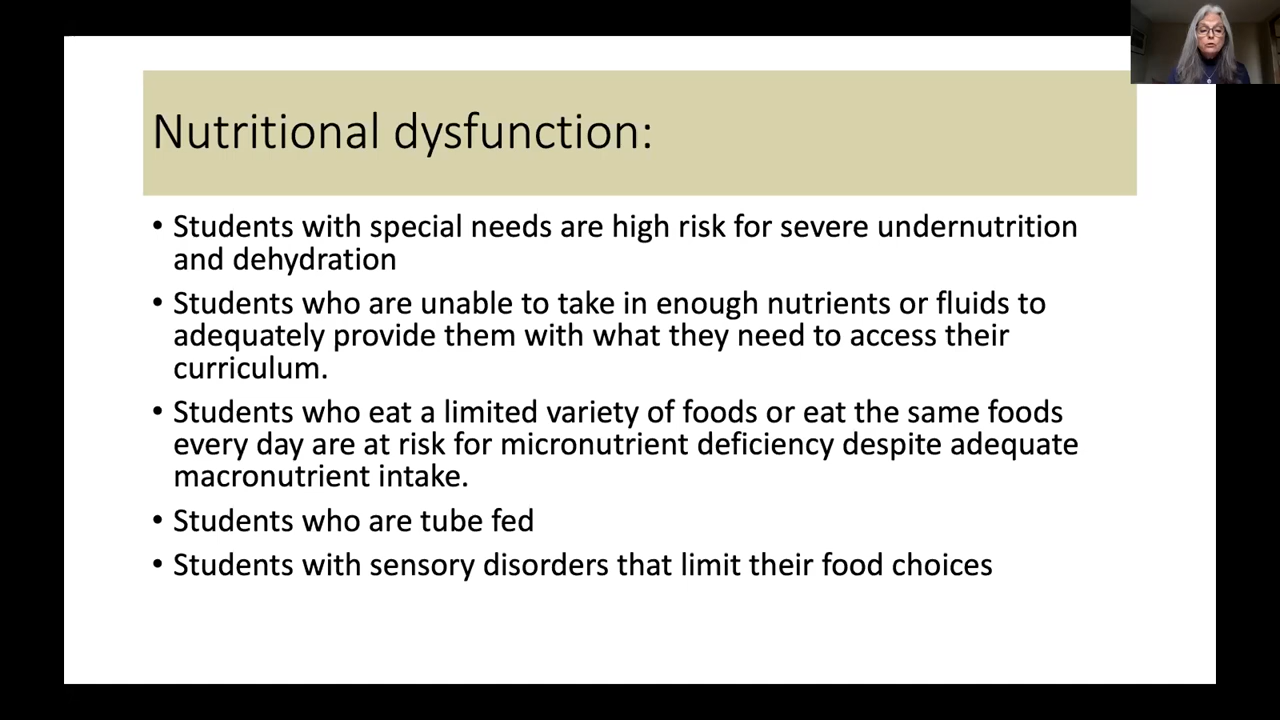 Nutritional dysfunction:
• Students with special needs are high risk for severe undernutrition
and dehydration
• Students who are unable to take in enough nutrients or fluids to
adequately provide them with what they need to access their
curriculum.
• Students who eat a limited variety of foods or eat the same foods
every day are at risk for micronutrient deficiency despite adequate
macronutrient intake.
• Students who are tube fed
• Students with sensory disorders that limit their food choices